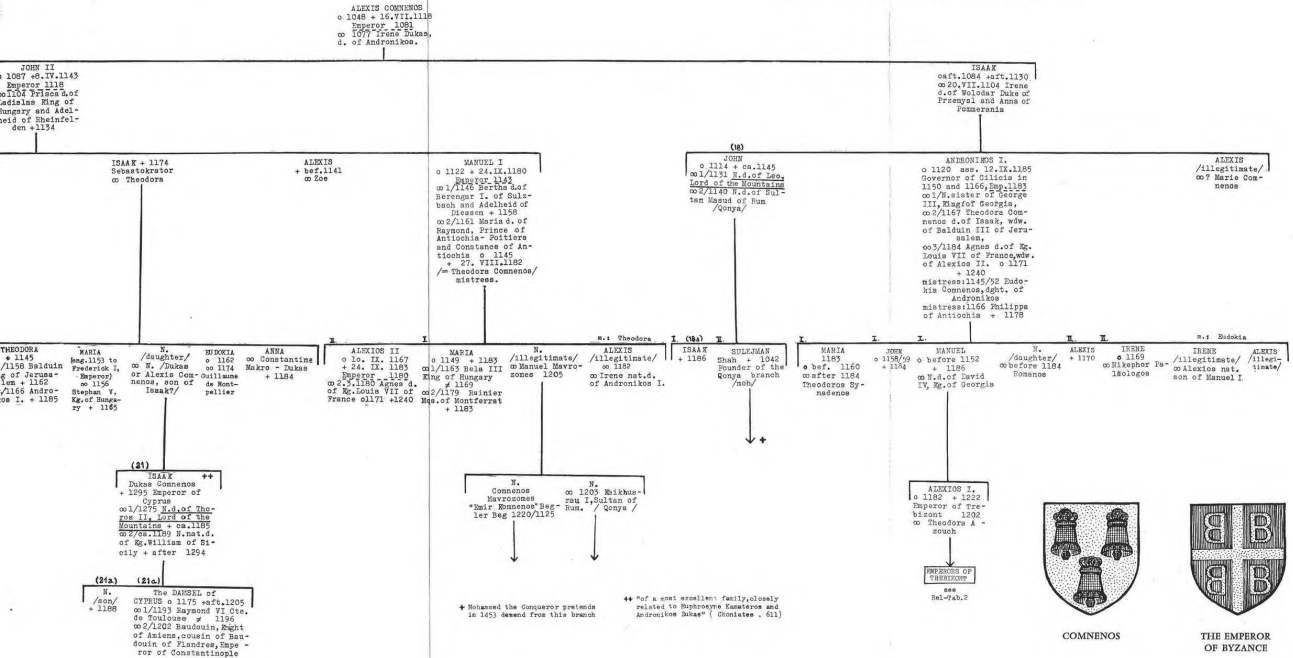 ALEXIS COMNENOS
o 1048 + 16.VII.1118
Emperor 1081
∞ 1077 Irene Dukas,
d. of Andronikos.
JOHN II
o 1087 +8.IV.1143
Emperor 1118
∞1104 Prisca d.of
Ladislas King of
Hungary and Adel-
heid of Rheinfel-
den +1134
ISAAK
oaft.1084 +aft.1130
∞20.VII.1104 Irene
d.of Wolodar Duke of
Przemysl and Anna of
Pommerania
ISAAK + 1174
Sebastokrator
∞ Theodora
ALEXIS
+ bef.1141
∞ Zoe
MANUEL I
o 1122 + 24.IX.1180
Emperor 1143
∞1/1146 Bertha d.of
Berengar I. of Sulz-
bach and Adelheid of
Diessen + 1158
∞2/1161 Maria d. of
Raymond, Prince of
Antiochia- Poitiers
and Constance of An-
tiochia o 1145
+ 27. VIII.1182
/= Theodora Comnenos/
mistress.
(18)
JOHN
o 1114 + ca.1145
∞1/1131 N.d.of Leo,
Lord of the Mountains
∞2/1140 N.d.of Sul-
tan Masud of Rum
/Qonya/
ANDRONIKOS I.
o 1120 ass. 12.IX.1185
Governor of Cilicia in
1150 and 1166,Emp.1183
∞1/N.sister of George
III, King of Georgia,
∞2/1167 Theodora Com-
nenos d.of Isaak, wdw.
of Balduin III of Jeru-
salem,
∞3/1184 Agnes d.of Kg.
Louis VII of France,wdw.
of Alexios II. o 1171
+ 1240
mistress:1145/52 Eudo-
kia Comnenos,dght. of
Andronikos
mistress:1166 Philippa
of Antiochia + 1178
ALEXIS
/illegitimate/
∞ ? Marie Com-
nenos
THEODORA
+ 1145
/1158 Balduin
g of Jerusa-
lem + 1162
/1166 Andro-
os I. + 1185
MARIA
eng.1153 to
Frederick I,
Emperor/
∞ 1156
Stephan V.
Kg.of Hunga-
ry + 1165
N.
/daughter/
∞ N. /Dukas
or Alexis Com-
nenos, son of
Isaak?/
EUDOKIA
o 1162
∞ 1174
Guillaume
de Mont-
pellier
ANNA
∞ Constantine
Makro - Dukas
+ 1184
II.
ALEXIOS II
o 1o. IX. 1167
+ 24. IX. 1183
Emperor 1180
∞ 2.3.1180 Agnes d.
of Kg.Louis VII of
France o1171 +1240
I.
MARIA
o 1149 + 1183
∞1/1163 Bela III
King of Hungary
≠ 1169
∞2/1179 Rainier
Mqs.of Montferrat
+ 1183
N.
/illegitimate/
∞ Manuel Mavro-
zomes 1205
m.: Theodora
ALEXIS
/illegitimate/
∞ 1182
∞ Irene nat.d.
of Andronikos I.
I. (18a)
ISAAK
+ 1186
II.
SULEJMAN
Shah + 1042
Founder of the
Qonya branch
/moh/
+
I.
MARIA
1183
o bef. 1160
∞ after 1184
Theodoros Sy-
nadenos
I.
JOHN
o 1158/59
+ 1184
I.
MANUEL
o before 1152
+ 1186
∞ N.d.of David
IV, Kg.of Georgia
N.
/daughter/
∞before 1184
Romanos
II.
ALEXIS
+ 1170
II.
IRENE
o 1169
∞ Nikephor Pa-
läologos
m.: Eudokia
IRENE
/illegitimate/
∞ Alexios nat.
son of Manuel I.
ALEXIS
/illegi-
timate/
(21)
ISAAK ++
Dukas Comnenos
+ 1295 Emperor of
Cyprus
∞1/1275 N.d.of Tho-
ros II, Lord of the
Mountains + ca.1185
∞2/ca.1189 N.nat.d.
of Kg.William of Si-
cily + after 1294
N.
Comnenos
Mavrozomes
"Emir Komnenos"Beg-
ler Beg 1220/1125
N.
∞ 1203 Khikhus-
rau I,Sultan of
Rum. / Qonya /
ALEXIOS I.
o 1182 + 1222
Emperor of Tre-
bizont 1202
∞ Theodora A -
zouch
EMPERORS OF
TREBIZONT
see
Rel-Tab.2
(21a)
N.
/son/
+ 1188
(21a)
The DAMSEL of
CYPRUS o 1175 +aft.1205
∞1/1193 Raymond VI Cte.
de Toulouse ≠ 1196
∞2/1202 Baudouin, Knght
of Amiens,cousin of Bau-
douin of Flandres,Empe -
ror of Constantinople
+ Mohamed the Conqueror pretends
in 1453 demend from this branch
++ "of a most excellent family,closely
related to Euphrosyne Kamateros and
Andronikos Dukas" ( Choniates . 611)
COMNENOS
B B
B B
THE EMPEROR
OF BYZANCE